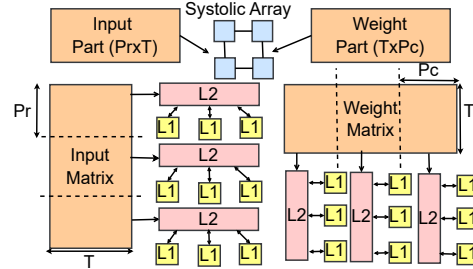 Systolic Array
Input
Part (PrxT)
Weight
Part (TxPc)
Pr
Input
Matrix
T
L2
L1 L1 L1
L2
L1 L1 L1
L2
L1 L1 L1
Pc
T
Weight
Matrix
L2 L1 L2 L1 L2 L1
L1 L1 L1
L1 L1 L1